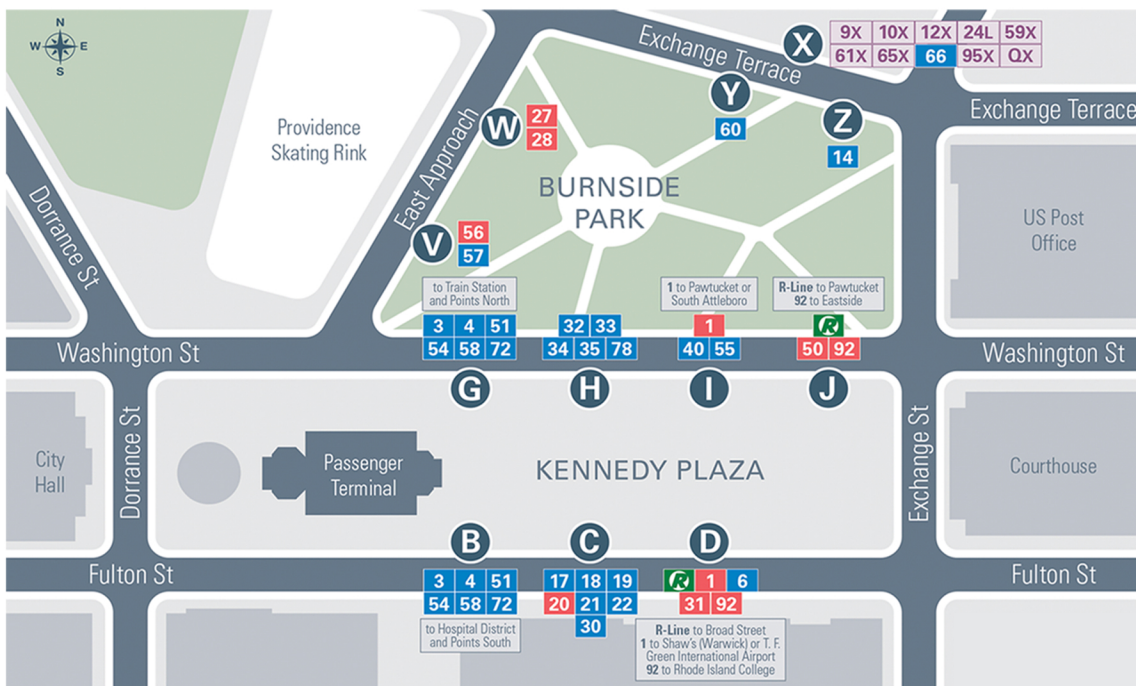 N
W E
S
Exchange Terrace
X
9X 10X 12X 24L 59X
61X 65X 66 95X QX
Exchange Terrace
Y
60
Z
14
W
27
28
Providence
Skating Rink
East Approach
BURNSIDE
PARK
US Post
Office
Dorrance St
V
56
57
to Train Station
and Points North
1 to Pawtucket or
South Attleboro
R-Line to Pawtucket
92 to Eastside
3 4 51
54 58 72
32 33
34 35 78
1
40 55
R
50 92
Washington St
Washington St
G
H
I
J
City
Hall
Dorrance St
Passenger
Terminal
KENNEDY PLAZA
Exchange St
Courthouse
B
C
D
Fulton St
Fulton St
3 4 51
54 58 72
17 18 19
20 21 22
30
R 1 6
31 92
to Hospital District
and Points South
R-Line to Broad Street
1 to Shaw's (Warwick) or T. F.
Green International Airport
92 to Rhode Island College